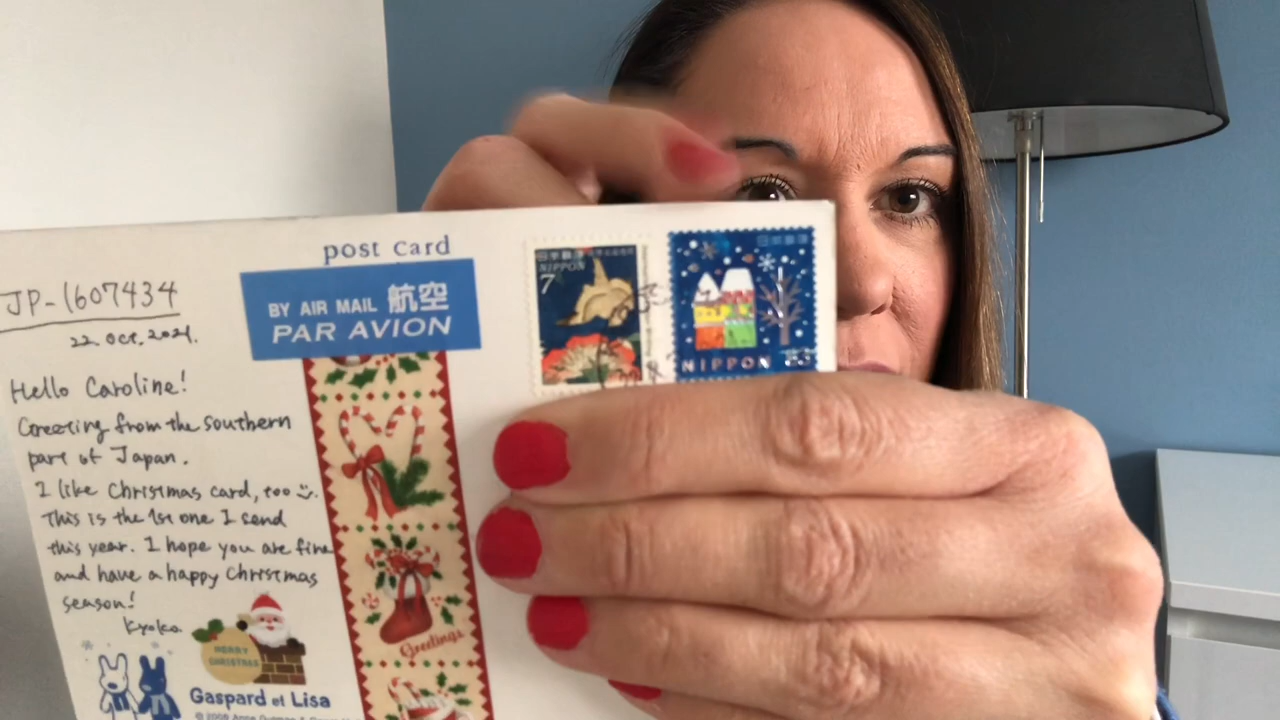 post card
JP-1607434
22. Oct, 2021.
BY AIR MAIL 航空
PAR AVION
NIPPON
7
NIPPON 63
Hello Caroline!
Greeting from the southern
part of Japan.
I like Christmas card, too
This is the 1st one I send
this year. I hope you are fine
and have a happy Christmas
season!
Kyoko.
MERRY
CHRISTMAS
Greetings
Gaspard et Lisa